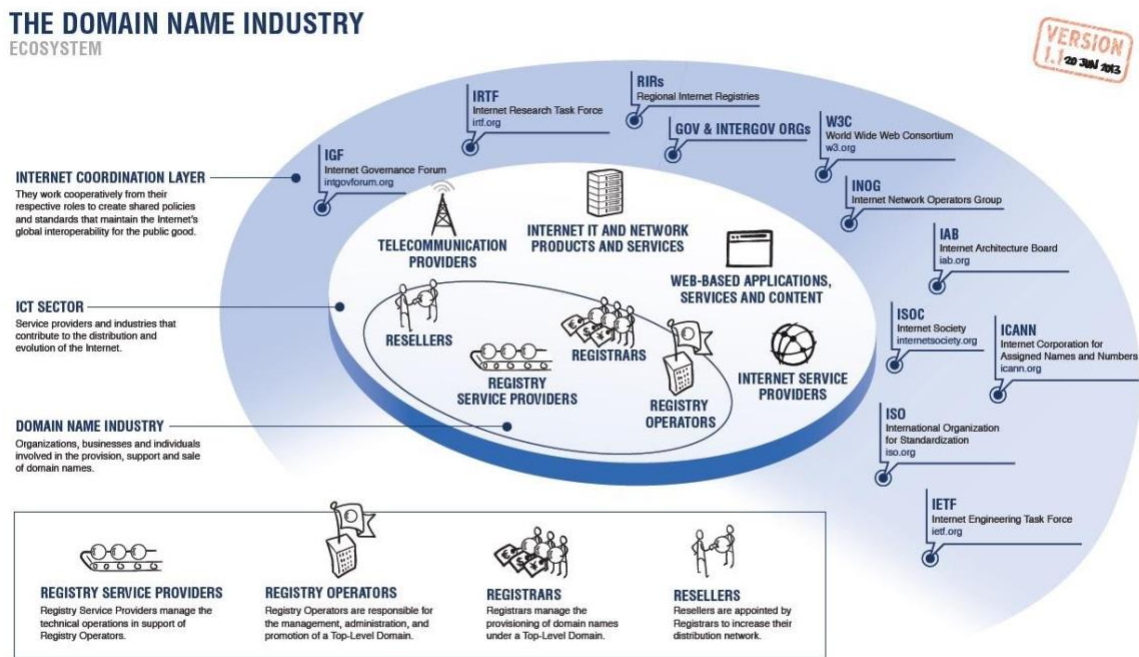 THE DOMAIN NAME INDUSTRY
ECOSYSTEM
VERSION
1.1 20 JUN 2013
INTERNET COORDINATION LAYER
They work cooperatively from their
respective roles to create shared policies
and standards that maintain the Internet's
global interoperability for the public good.
ICT SECTOR
Service providers and industries that
contribute to the distribution and
evolution of the Internet.
DOMAIN NAME INDUSTRY
Organizations, businesses and individuals
involved in the provision, support and sale
of domain names.
IGF
Internet Governance Forum
intgovforum.org
IRTF
Internet Research Task Force
irtf.org
RIRs
Regional Internet Registries
GOV & INTERGOV ORGs
W3C
World Wide Web Consortium
w3.org
INOG
Internet Network Operators Group
IAB
Internet Architecture Board
iab.org
ISOC
Internet Society
internetsociety.org
ICANN
Internet Corporation for
Assigned Names and Numbers
icann.org
ISO
International Organization
for Standardization
iso.org
IETF
Internet Engineering Task Force
ietf.org
TELECOMMUNICATION
PROVIDERS
INTERNET IT AND NETWORK
PRODUCTS AND SERVICES
WEB-BASED APPLICATIONS,
SERVICES AND CONTENT
INTERNET SERVICE
PROVIDERS
RESELLERS
REGISTRARS
REGISTRY
SERVICE PROVIDERS
REGISTRY
OPERATORS
REGISTRY SERVICE PROVIDERS
Registry Service Providers manage the
technical operations in support of
Registry Operators.
REGISTRY OPERATORS
Registry Operators are responsible for
the management, administration, and
promotion of a Top-Level Domain.
REGISTRARS
Registrars manage the
provisioning of domain names
under a Top-Level Domain.
RESELLERS
Resellers are appointed by
Registrars to increase their
distribution network.